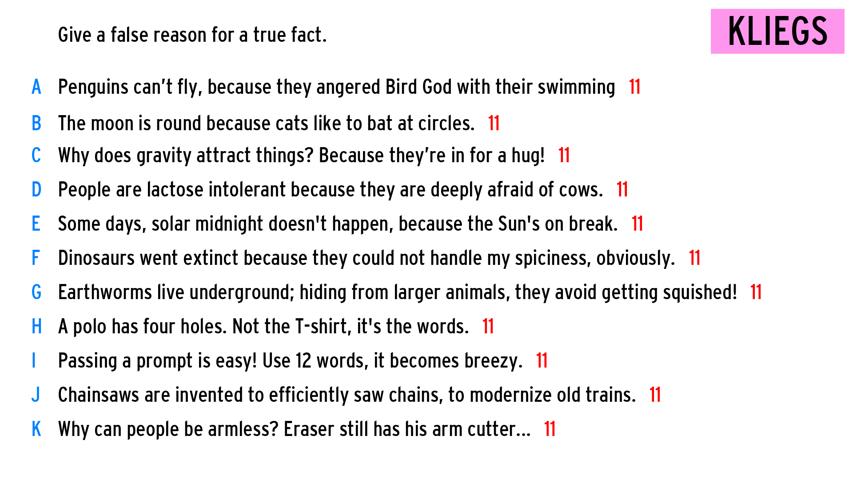 Give a false reason for a true fact.
KLIEGS
A Penguins can't fly, because they angered Bird God with their swimming 11
B The moon is round because cats like to bat at circles. 11
C Why does gravity attract things? Because they're in for a hug! 11
D People are lactose intolerant because they are deeply afraid of cows. 11
E Some days, solar midnight doesn't happen, because the Sun's on break. 11
F Dinosaurs went extinct because they could not handle my spiciness, obviously. 11
G Earthworms live underground; hiding from larger animals, they avoid getting squished! 11
H A polo has four holes. Not the T-shirt, it's the words. 11
I Passing a prompt is easy! Use 12 words, it becomes breezy. 11
J Chainsaws are invented to efficiently saw chains, to modernize old trains. 11
K Why can people be armless? Eraser still has his arm cutter... 11